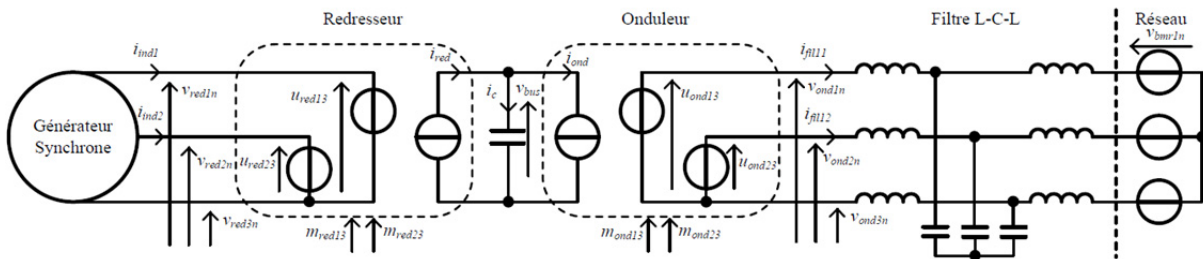 Redresseur
Onduleur
Filtre L-C-L
Réseau
v_bmr1n
i_ind1
i_red
i_ond
i_fil11
v_red1n
u_red13
i_c
v_bus
u_ond13
v_ond1n
Générateur
Synchrone
i_ind2
i_fil12
v_red2n
u_red23
u_ond23
v_ond2n
v_red3n
v_ond3n
m_red13
m_red23
m_ond13
m_ond23